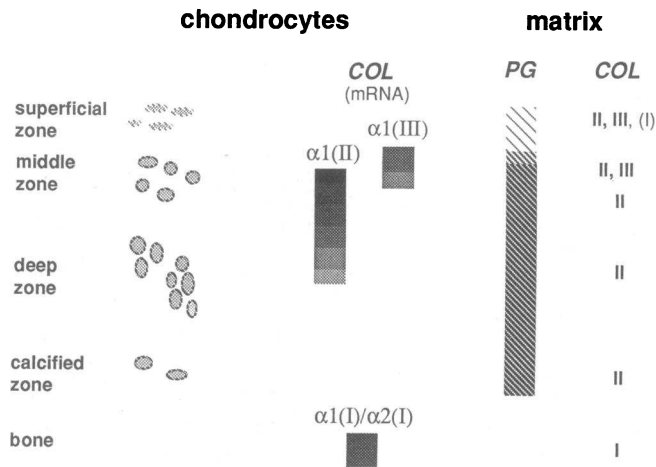 chondrocytes matrix
COL PG COL
(mRNA)
superficial
zone
II, III, (I)
α1(III)
α1(II)
middle
zone
II, III
II
deep
zone
II
calcified
zone
II
α1(I)/α2(I)
bone
I